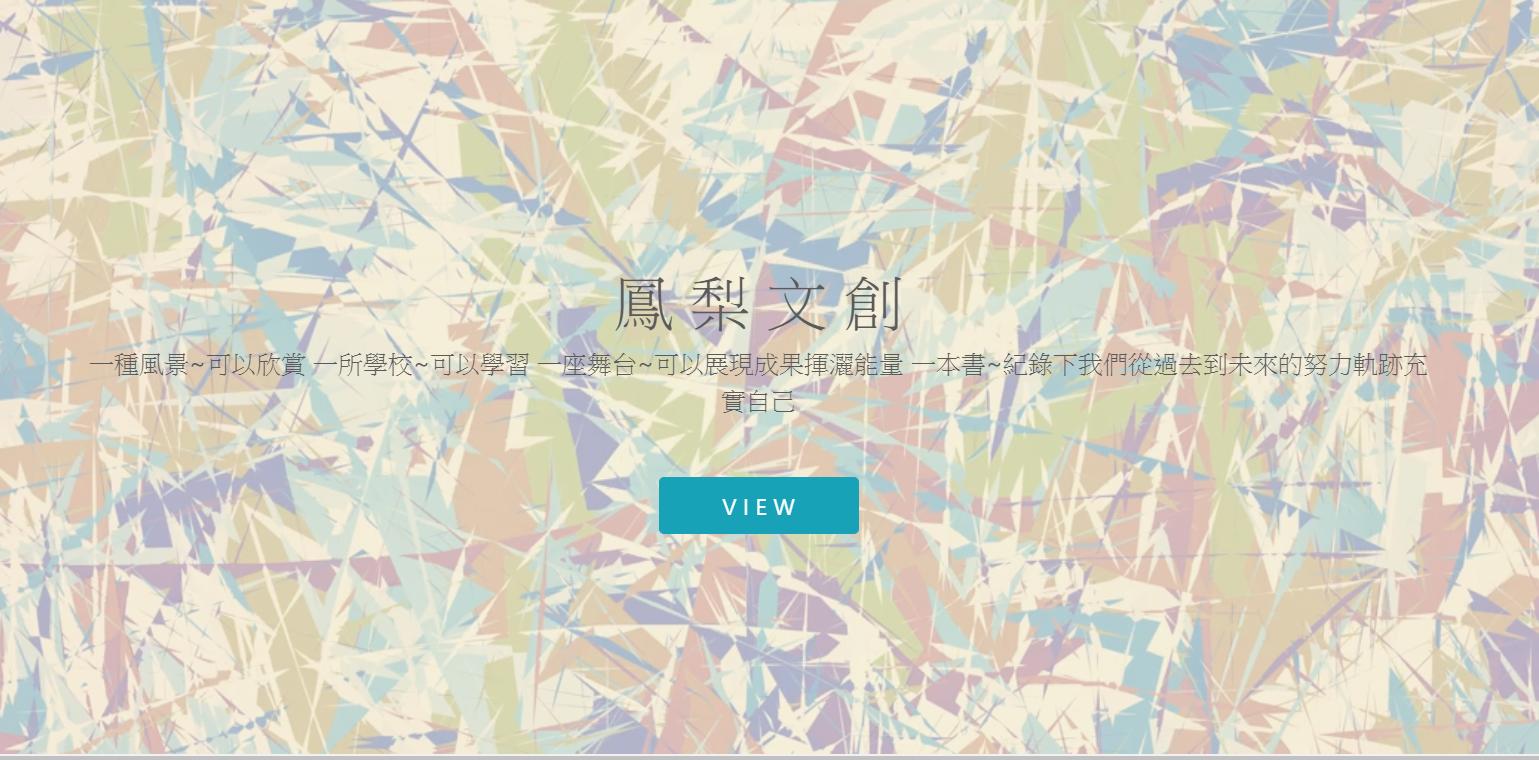 鳳梨文創
一種風景~可以欣賞 一所學校~可以學習 一座舞台~可以展現成果揮灑能量 一本書~紀錄下我們從過去到未來的努力軌跡充
實自己
VIEW